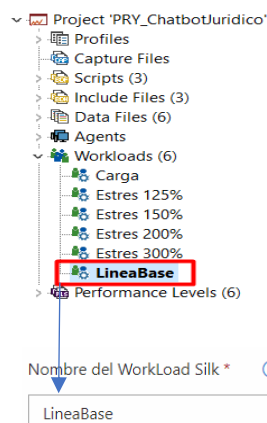 Project 'PRY_ChatbotJuridico'
Profiles
Capture Files
Scripts (3)
Include Files (3)
Data Files (6)
Agents
Workloads (6)
Carga
Estres 125%
Estres 150%
Estres 200%
Estres 300%
LineaBase
Performance Levels (6)
Nombre del WorkLoad Silk *
LineaBase